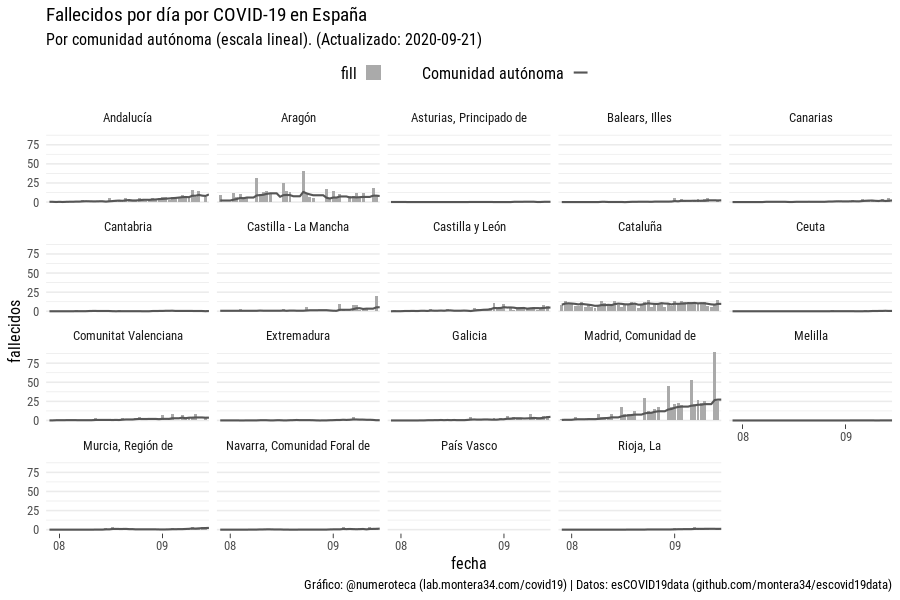 Fallecidos por día por COVID-19 en España
Por comunidad autónoma (escala lineal). (Actualizado: 2020-09-21)
fill Comunidad autónoma
Andalucía Aragón Asturias, Principado de Balears, Illes Canarias
75
50
25
0
Cantabria Castilla - La Mancha Castilla y León Cataluña Ceuta
75
50
25
0
fallecidos
Comunitat Valenciana Extremadura Galicia Madrid, Comunidad de Melilla
75
50
25
0
08 09
Murcia, Región de Navarra, Comunidad Foral de País Vasco Rioja, La
75
50
25
0
08 09 08 09 08 09 08 09
fecha
Gráfico: @numeroteca (lab.montera34.com/covid19) | Datos: esCOVID19data (github.com/montera34/escovid19data)